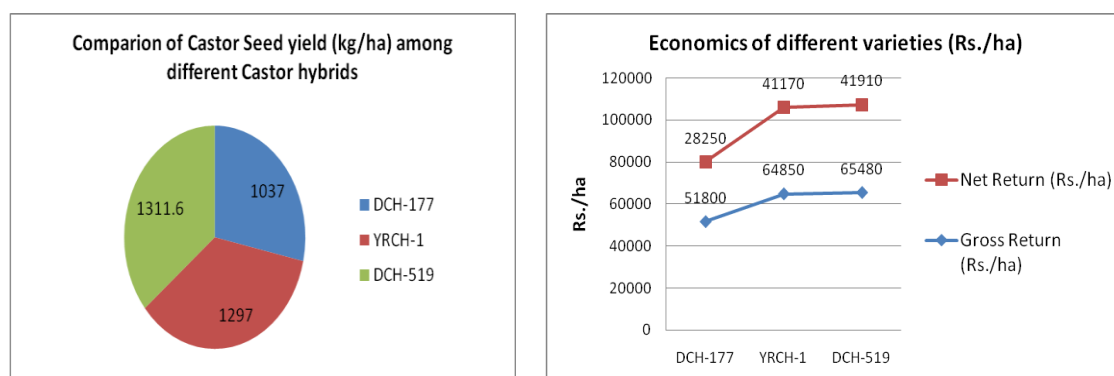 Comparion of Castor Seed yield (kg/ha) among
different Castor hybrids
1037
1311.6
1297
DCH-177
YRCH-1
DCH-519
Economics of different varieties (Rs./ha)
120000
100000
80000
60000
40000
20000
0
Rs./ha
28250
41170
41910
51800
64850
65480
DCH-177
YRCH-1
DCH-519
Net Return (Rs./ha)
Gross Return
(Rs./ha)